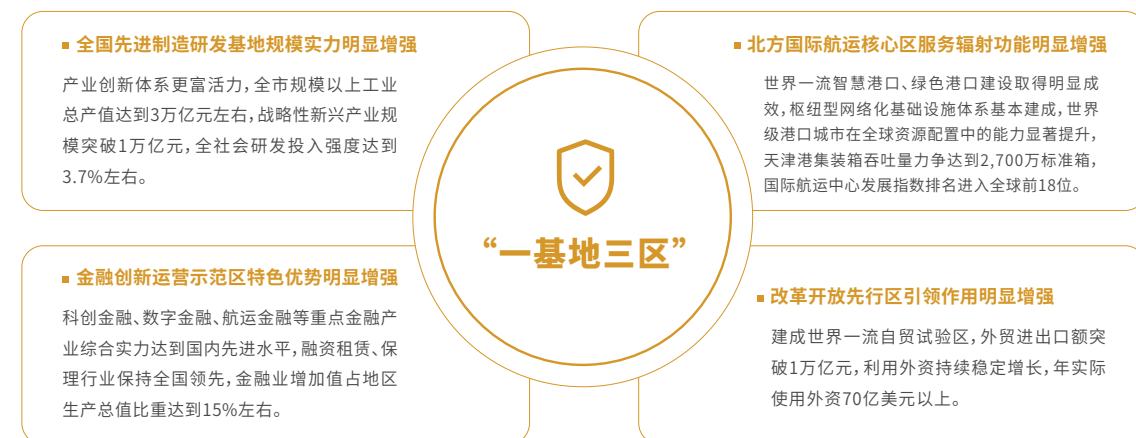 全国先进制造研发基地规模实力明显增强
产业创新体系更富活力，全市规模以上工业
总产值达到3万亿元左右，战略性新兴产业规
模突破1万亿元，全社会研发投入强度达到
3.7%左右。
北方国际航运核心区服务辐射功能明显增强
世界一流智慧港口、绿色港口建设取得明显成
效，枢纽型网络化基础设施体系基本建成，世界
级港口城市在全球资源配置中的能力显著提升，
天津港集装箱吞吐量力争达到2,700万标准箱，
国际航运中心发展指数排名进入全球前18位。
“一基地三区”
金融创新运营示范区特色优势明显增强
科创金融、数字金融、航运金融等重点金融产
业综合实力达到国内先进水平，融资租赁、保
理行业保持全国领先，金融业增加值占地区
生产总值比重达到15%左右。
改革开放先行区引领作用明显增强
建成世界一流自贸试验区，外贸进出口额突
破1万亿元，利用外资持续稳定增长，年实际
使用外资70亿美元以上。